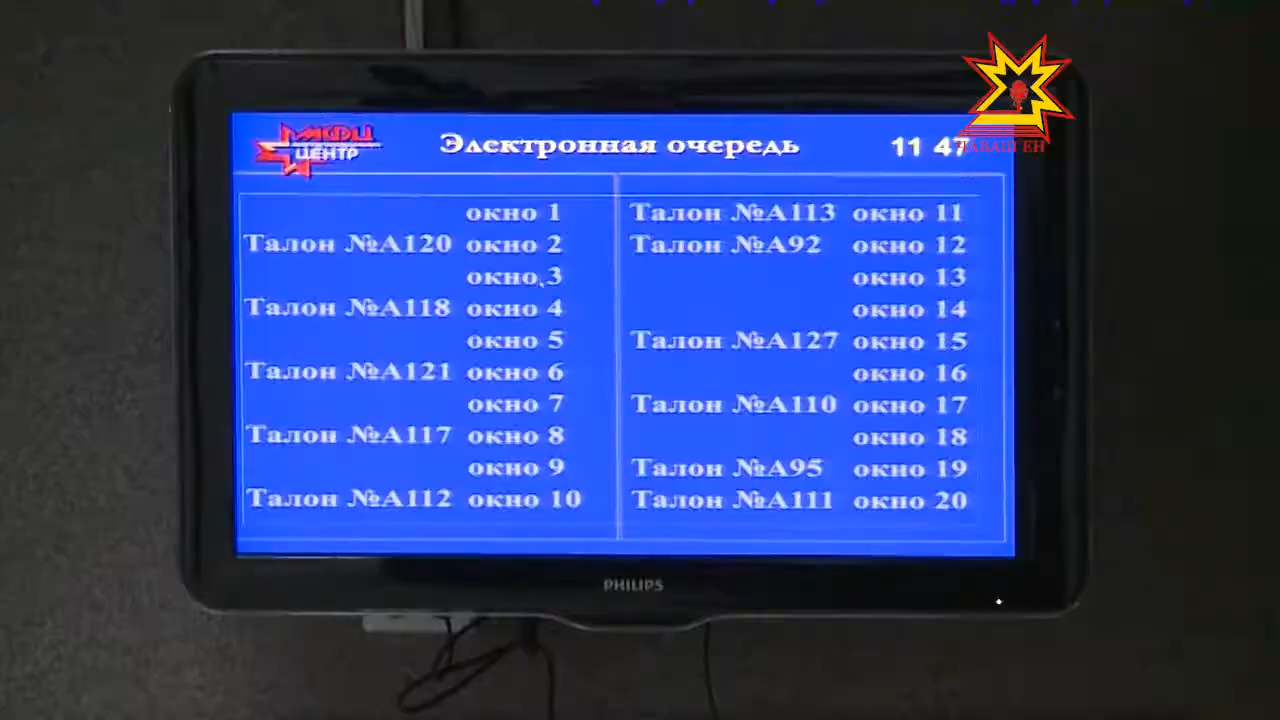 МФЦ
ЦЕНТР
Электронная очередь
11 47
ЧĂВАШ ЕН
окно 1
Талон №А120 окно 2
окно 3
Талон №А118 окно 4
окно 5
Талон №А121 окно 6
окно 7
Талон №А117 окно 8
окно 9
Талон №А112 окно 10
Талон №А113 окно 11
Талон №А92 окно 12
окно 13
окно 14
Талон №А127 окно 15
окно 16
Талон №А110 окно 17
окно 18
Талон №А95 окно 19
Талон №А111 окно 20
PHILIPS